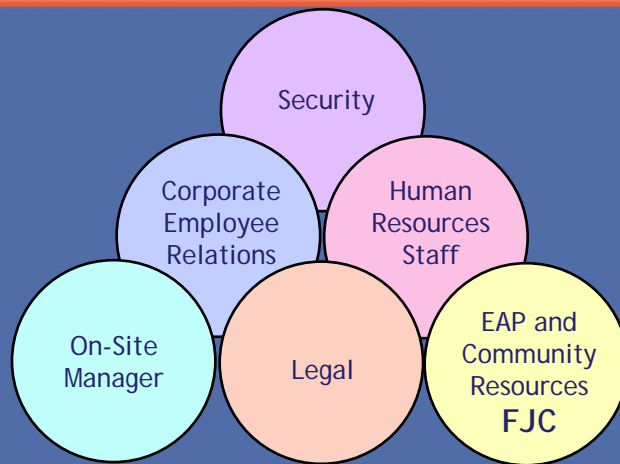 Security
Corporate
Employee
Relations
Human
Resources
Staff
On-Site
Manager
Legal
EAP and
Community
Resources
FJC